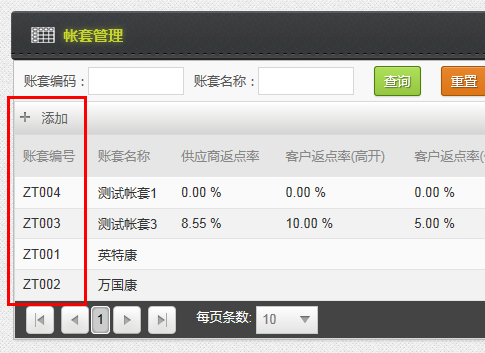 帐套管理
账套编码： 账套名称： 查询 重置
添加
账套编号 账套名称 供应商返点率 客户返点率(高开) 客户返点率(
ZT004 测试帐套1 0.00 % 0.00 % 0.00 %
ZT003 测试帐套3 8.55 % 10.00 % 5.00 %
ZT001 英特康
ZT002 万国康
1 每页条数: 10